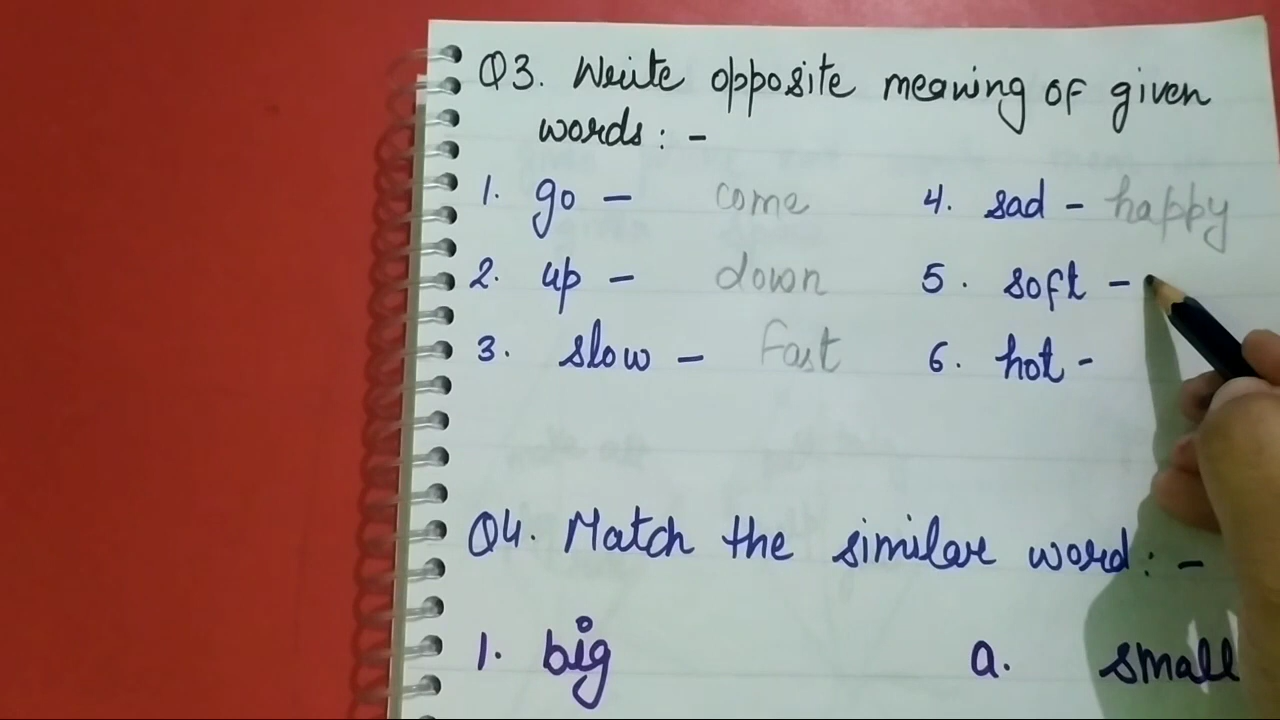 Q3. Write opposite meaning of given
words : -
1. go - come 4. sad - happy
2. up - down 5. soft -
3. slow - Fast 6. hot -
Q4. Match the similar word : -
1. big a. small